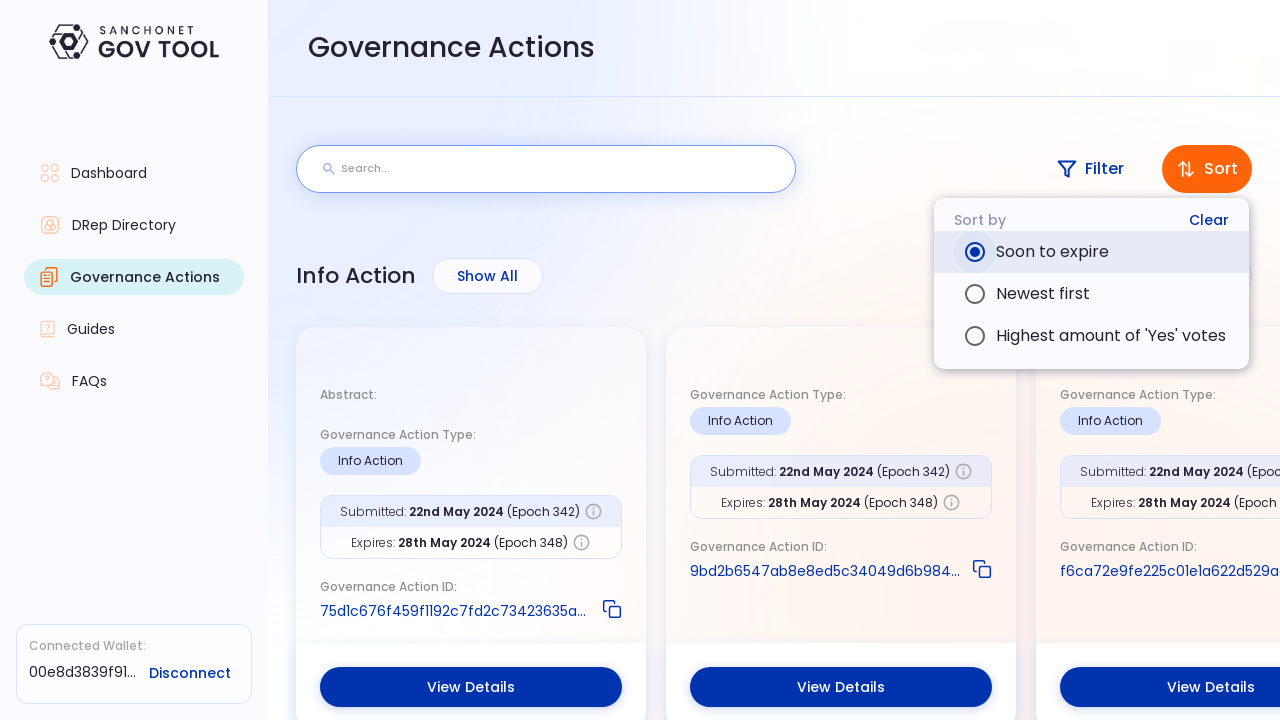 SANCHONET
GOV TOOL
Governance Actions
Dashboard
DRep Directory
Governance Actions
Guides
FAQs
Connected Wallet:
00e8d3839f91...
Disconnect
Search...
Filter
Sort
Sort by
Clear
Soon to expire
Newest first
Highest amount of 'Yes' votes
Info Action
Show All
Abstract:
Governance Action Type:
Info Action
Submitted: 22nd May 2024 (Epoch 342)
Expires: 28th May 2024 (Epoch 348)
Governance Action ID:
75d1c676f459f1192c7fd2c73423635a...
View Details
Governance Action Type:
Info Action
Submitted: 22nd May 2024 (Epoch 342)
Expires: 28th May 2024 (Epoch 348)
Governance Action ID:
9bd2b6547ab8e8ed5c34049d6b984...
View Details
Governance Action Type:
Info Action
Submitted: 22nd May 2024
Expires: 28th May 2024 (Epoch
Governance Action ID:
f6ca72e9fe225c01e1a622d529a
View Details